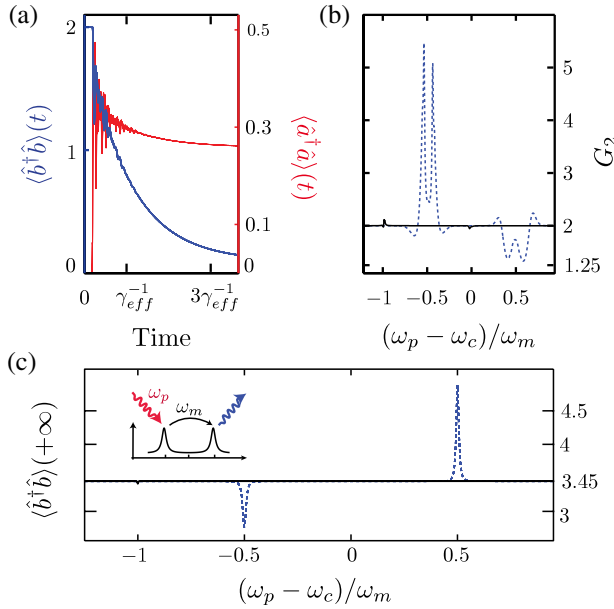 (a)
2
1
0
⟨b̂†b̂⟩(t)
0.5
0.3
0.1
0
⟨â†â⟩(t)
0 γ_eff^−1 3γ_eff^−1
Time
(b)
5
4
3
2
1.25
G₂
−1 −0.5 0 0.5
(ω_p − ω_c)/ω_m
(c)
ω_p
ω_m
⟨b̂†b̂⟩(+∞)
4.5
4
3.45
3
−1 −0.5 0 0.5
(ω_p − ω_c)/ω_m